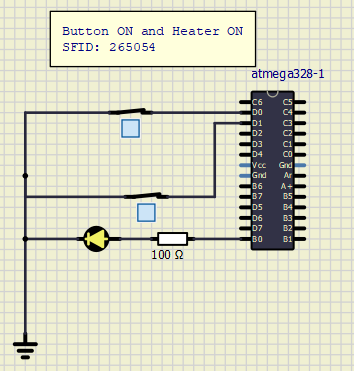 Button ON and Heater ON
SFID: 265054
atmega328-1
C6 C5
D0 C4
D1 C3
D2 C2
D3 C1
D4 C0
Vcc Gnd
Gnd Ar
B6 A+
B7 B5
D5 B4
D6 B3
D7 B2
B0 B1
100 Ω